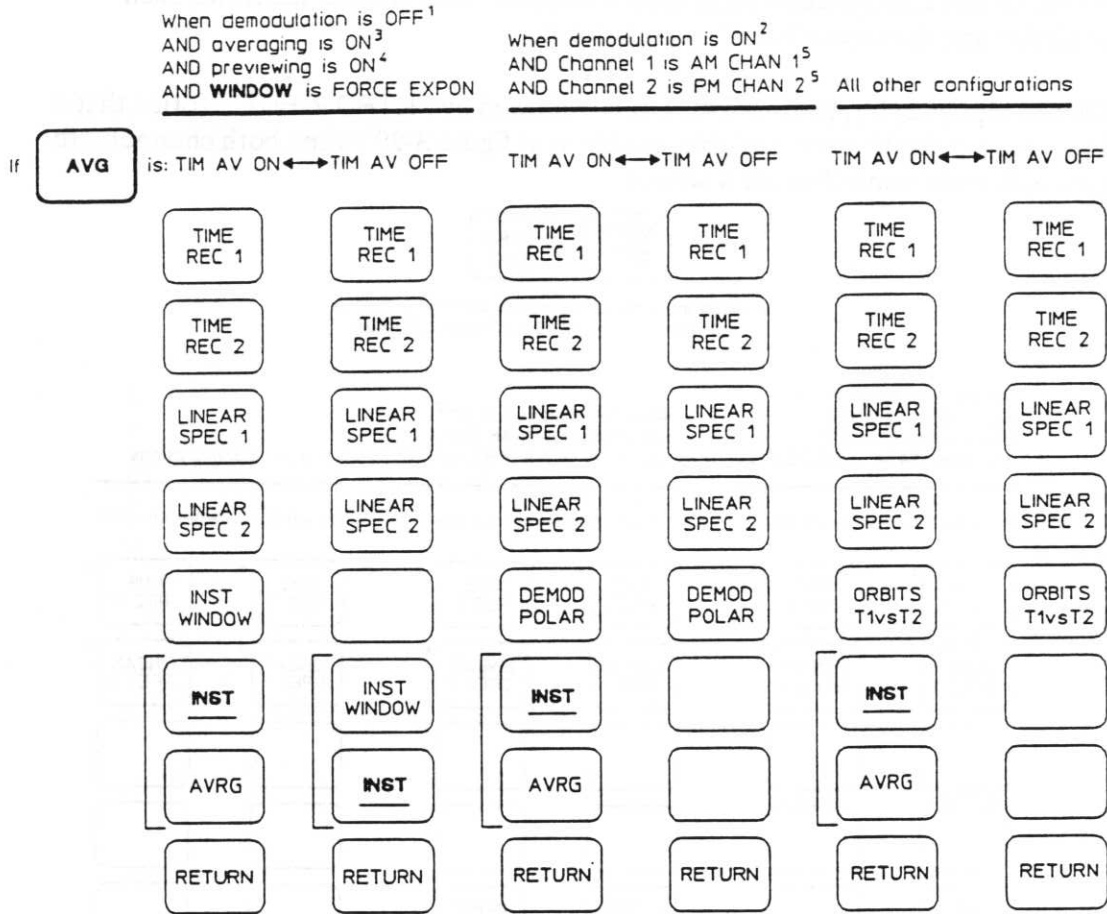 When demodulation is OFF¹
AND averaging is ON³
AND previewing is ON⁴
AND WINDOW is FORCE EXPON
When demodulation is ON²
AND Channel 1 is AM CHAN 1⁵
AND Channel 2 is PM CHAN 2⁵
All other configurations
If AVG is: TIM AV ON ↔ TIM AV OFF TIM AV ON ↔ TIM AV OFF TIM AV ON ↔ TIM AV OFF
TIME TIME TIME TIME TIME TIME
REC 1 REC 1 REC 1 REC 1 REC 1 REC 1
TIME TIME TIME TIME TIME TIME
REC 2 REC 2 REC 2 REC 2 REC 2 REC 2
LINEAR LINEAR LINEAR LINEAR LINEAR LINEAR
SPEC 1 SPEC 1 SPEC 1 SPEC 1 SPEC 1 SPEC 1
LINEAR LINEAR LINEAR LINEAR LINEAR LINEAR
SPEC 2 SPEC 2 SPEC 2 SPEC 2 SPEC 2 SPEC 2
INST DEMOD DEMOD ORBITS ORBITS
WINDOW POLAR POLAR T1vsT2 T1vsT2
INST INST INST INST
WINDOW
AVRG INST AVRG AVRG
RETURN RETURN RETURN RETURN RETURN RETURN